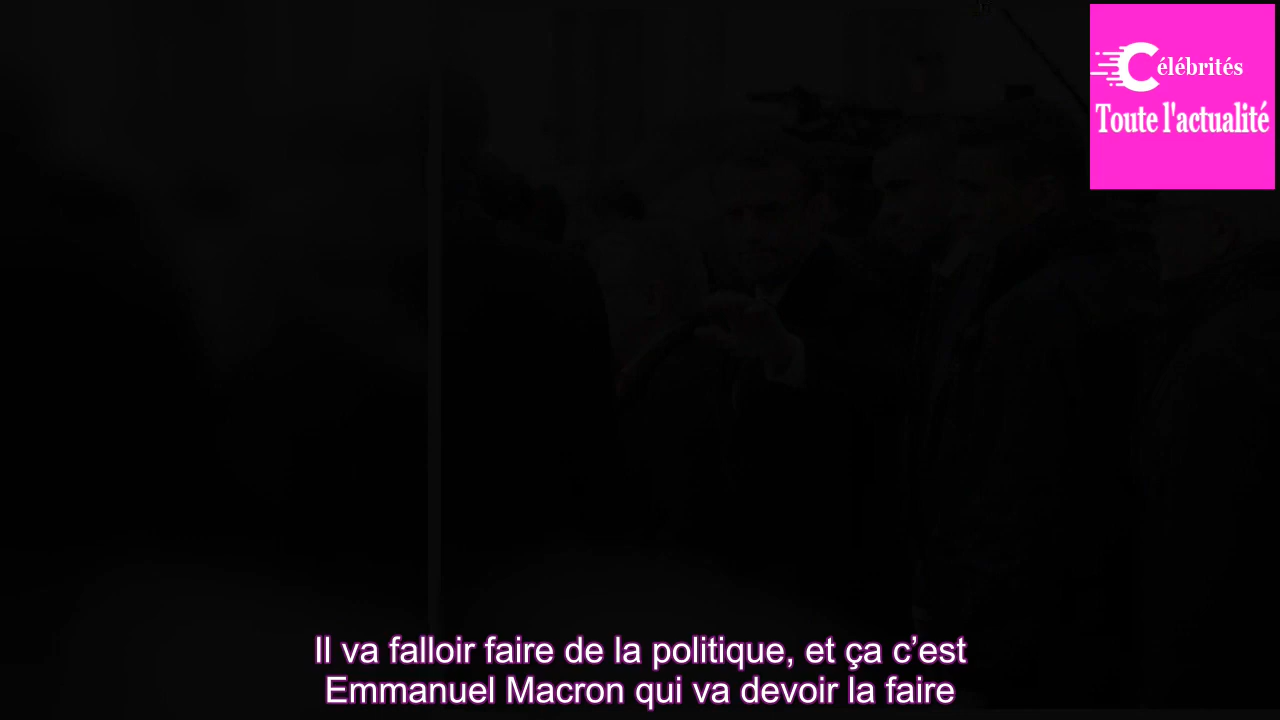 Célébrités
Toute l'actualité
Il va falloir faire de la politique, et ça c’est
Emmanuel Macron qui va devoir la faire